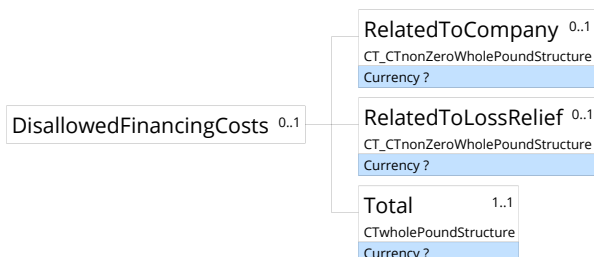 RelatedToCompany 0..1
CT_CTnonZeroWholePoundStructure
Currency ?
DisallowedFinancingCosts 0..1
RelatedToLossRelief 0..1
CT_CTnonZeroWholePoundStructure
Currency ?
Total 1..1
CTwholePoundStructure
Currency ?